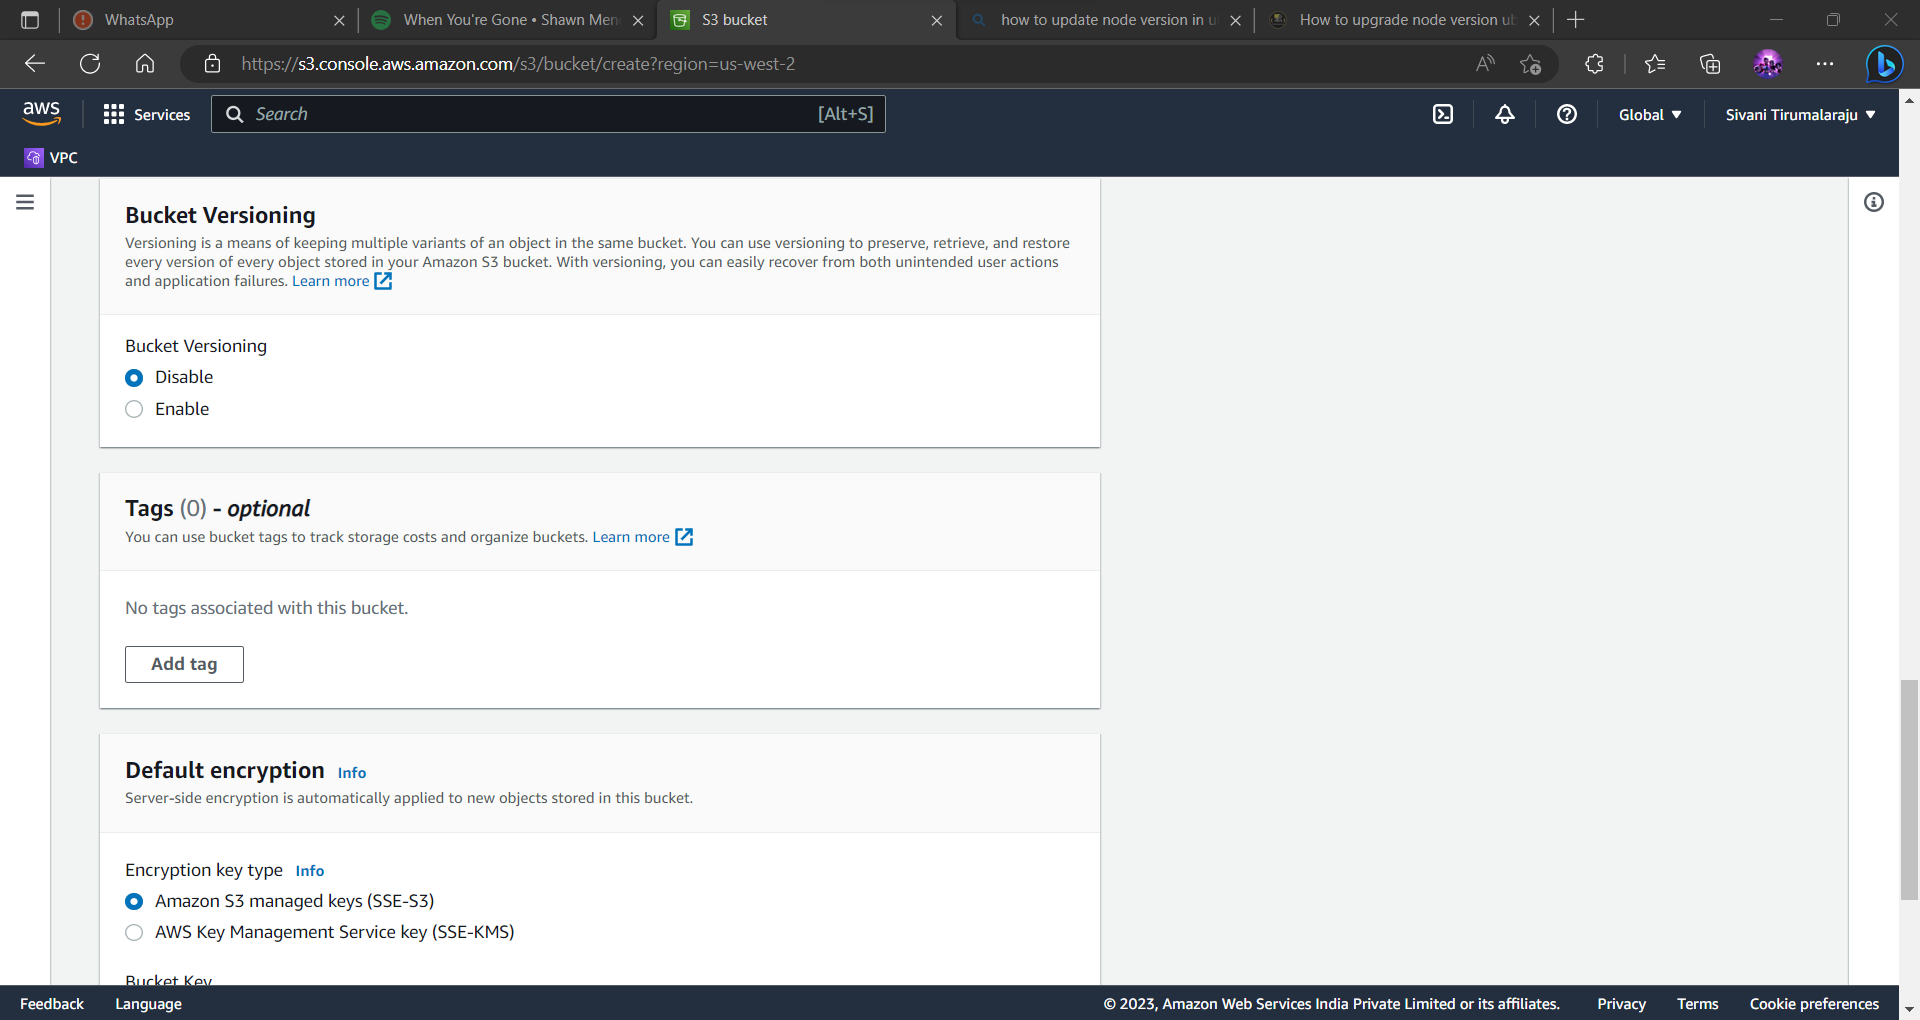 WhatsApp
When You're Gone • Shawn Men
S3 bucket
how to update node version in u
How to upgrade node version ub
https://s3.console.aws.amazon.com/s3/bucket/create?region=us-west-2
aws
Services
Search
[Alt+S]
Global
Sivani Tirumalaraju
VPC
Bucket Versioning
Versioning is a means of keeping multiple variants of an object in the same bucket. You can use versioning to preserve, retrieve, and restore
every version of every object stored in your Amazon S3 bucket. With versioning, you can easily recover from both unintended user actions
and application failures. Learn more
Bucket Versioning
Disable
Enable
Tags (0) - optional
You can use bucket tags to track storage costs and organize buckets. Learn more
No tags associated with this bucket.
Add tag
Default encryption Info
Server-side encryption is automatically applied to new objects stored in this bucket.
Encryption key type Info
Amazon S3 managed keys (SSE-S3)
AWS Key Management Service key (SSE-KMS)
Bucket Key
Feedback
Language
© 2023, Amazon Web Services India Private Limited or its affiliates.
Privacy
Terms
Cookie preferences